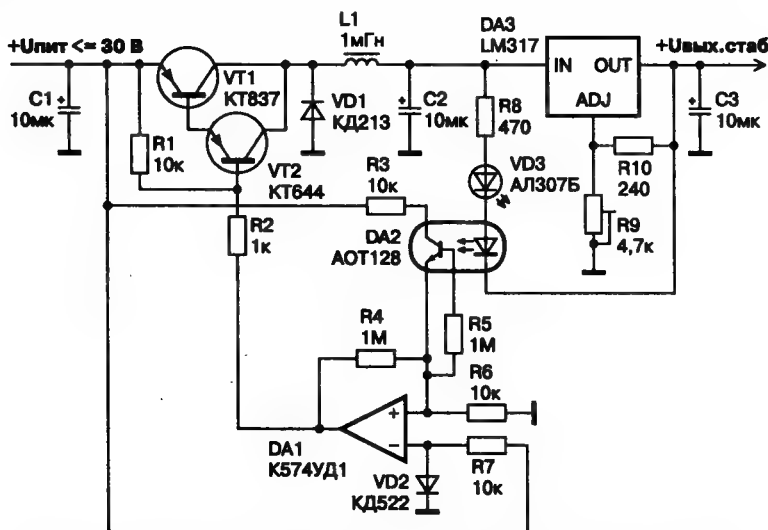 +Uпит <= 30 В
L1
1мГн
DA3
LM317
+Uвых.стаб
IN OUT
ADJ
C1
10мк
+
VT1
КТ837
VD1
КД213
C2
10мк
+
R8
470
C3
10мк
+
R1
10к
VT2
КТ644
R3
10к
VD3
АЛ307Б
R10
240
R2
1к
DA2
АОТ128
R9
4,7к
R4
1М
R5
1М
R6
10к
+
−
DA1
К574УД1
VD2
КД522
R7
10к